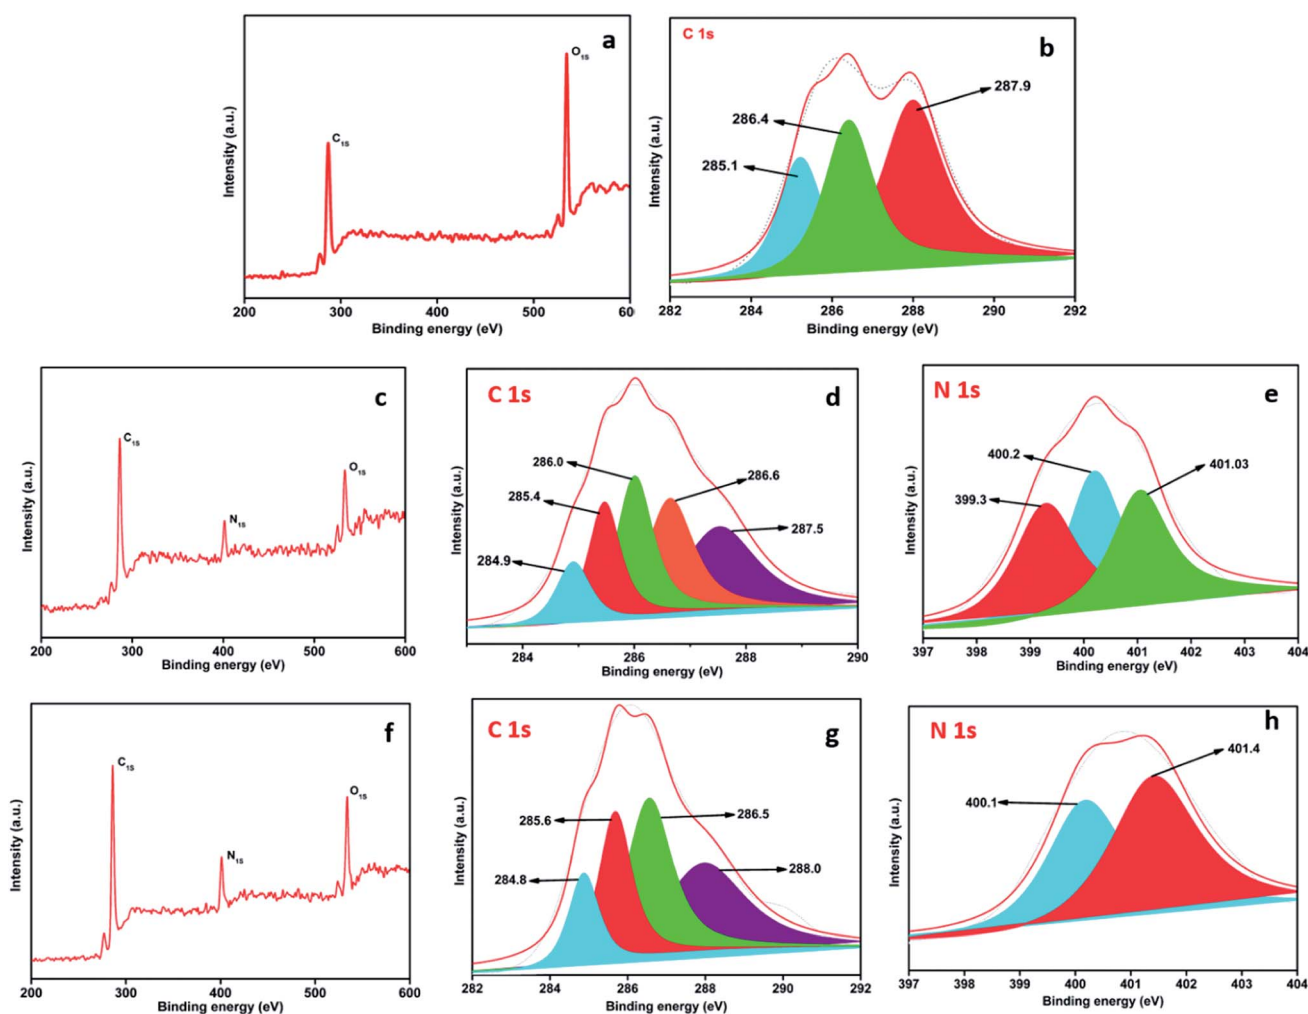 a
O1S
C1S
Intensity (a.u.)
200 300 400 500 60
Binding energy (eV)
C 1s
b
287.9
286.4
285.1
Intensity (a.u.)
282 284 286 288 290 292
Binding energy (eV)
c
C1S
O1S
N1S
Intensity (a.u.)
200 300 400 500 600
Binding energy (eV)
C 1s
d
286.0
286.6
285.4
287.5
284.9
Intensity (a.u.)
284 286 288 290
Binding energy (eV)
N 1s
e
400.2
401.03
399.3
Intensity (a.u.)
397 398 399 400 401 402 403 404
Binding energy (eV)
f
C1S
O1S
N1S
Intensity (a.u.)
200 300 400 500 600
Binding energy (eV)
C 1s
g
285.6
286.5
284.8
288.0
Intensity (a.u.)
282 284 286 288 290 292
Binding energy (eV)
N 1s
h
401.4
400.1
Intensity (a.u.)
397 398 399 400 401 402 403 404
Binding energy (eV)